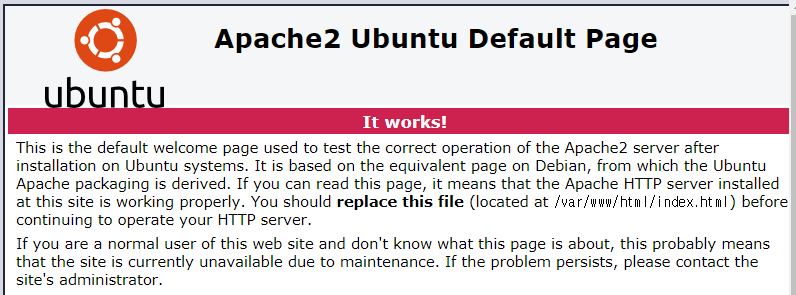 Apache2 Ubuntu Default Page
ubuntu
It works!
This is the default welcome page used to test the correct operation of the Apache2 server after
installation on Ubuntu systems. It is based on the equivalent page on Debian, from which the Ubuntu
Apache packaging is derived. If you can read this page, it means that the Apache HTTP server installed
at this site is working properly. You should replace this file (located at /var/www/html/index.html) before
continuing to operate your HTTP server.
If you are a normal user of this web site and don't know what this page is about, this probably means
that the site is currently unavailable due to maintenance. If the problem persists, please contact the
site's administrator.